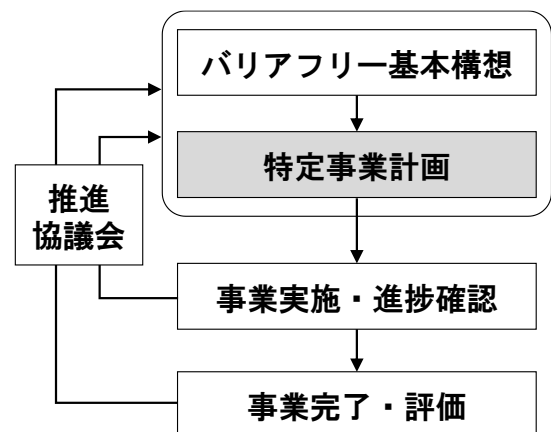 バリアフリー基本構想
特定事業計画
推進
協議会
事業実施・進捗確認
事業完了・評価